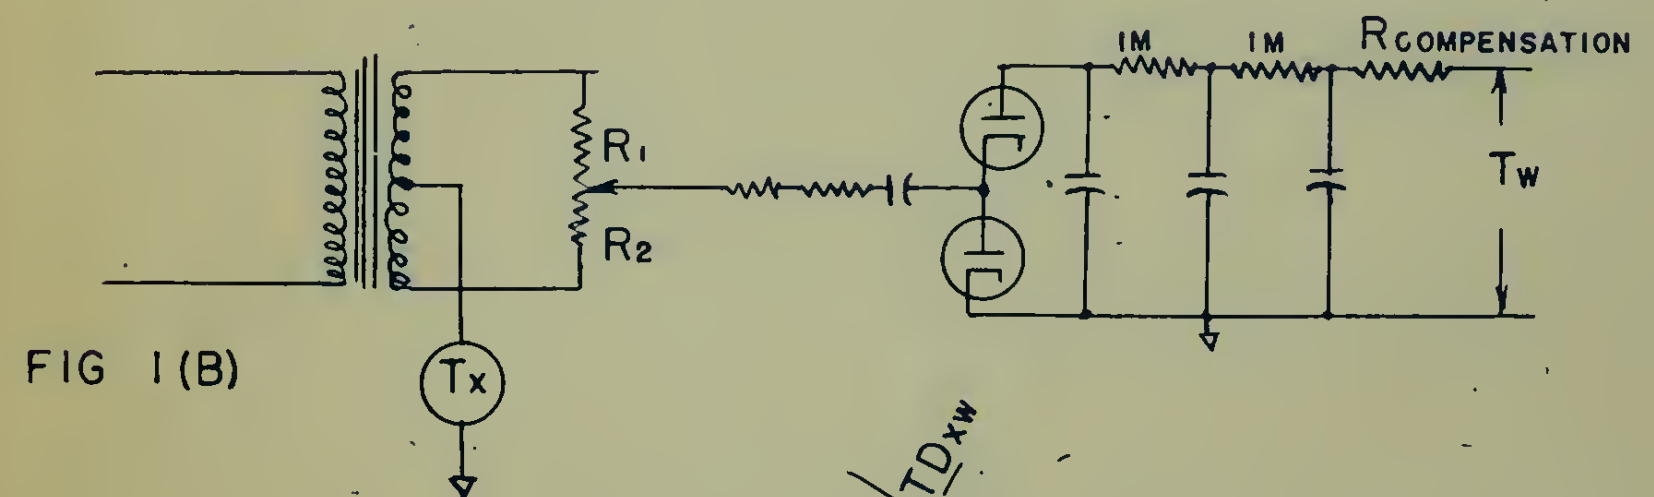 1M 1M RCOMPENSATION
R1
TW
R2
FIG 1(B)
TX
TDXW